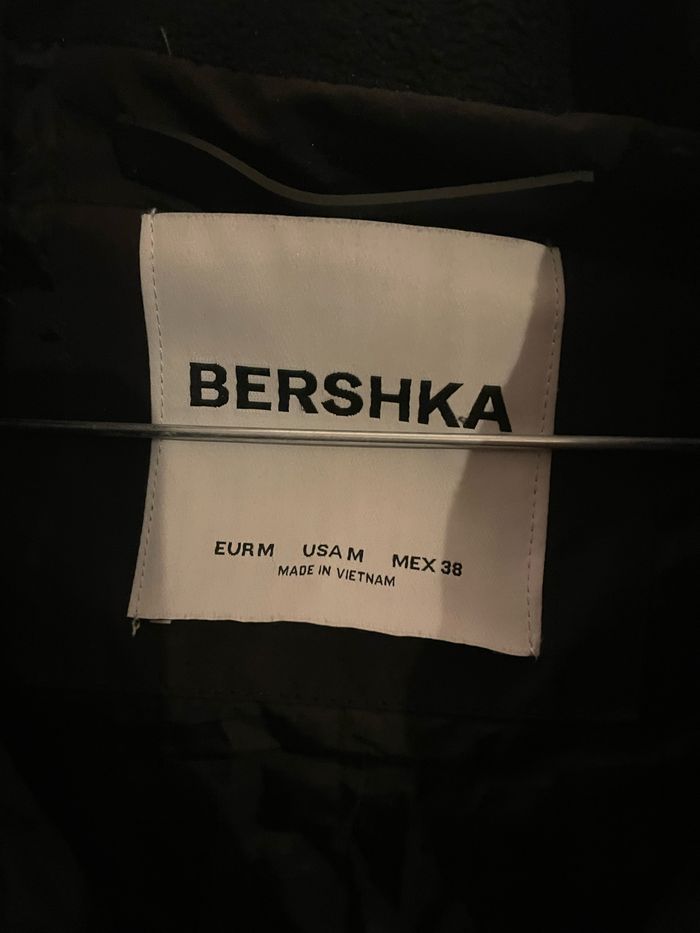 BERSHKA
EUR M USA M MEX 38
MADE IN VIETNAM